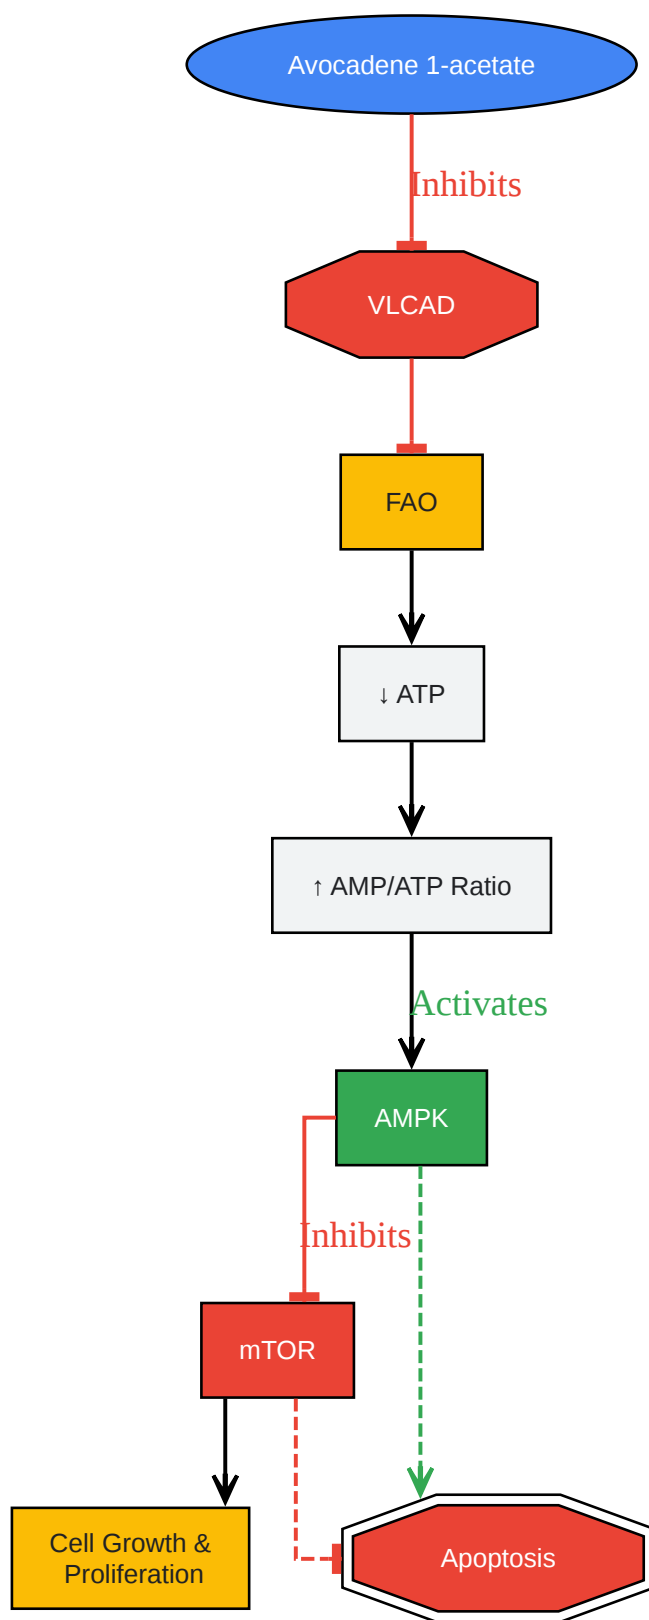 Avocadene 1-acetate
Inhibits
VLCAD
FAO
↓ ATP
↑ AMP/ATP Ratio
Activates
AMPK
Inhibits
mTOR
Cell Growth &
Proliferation
Apoptosis